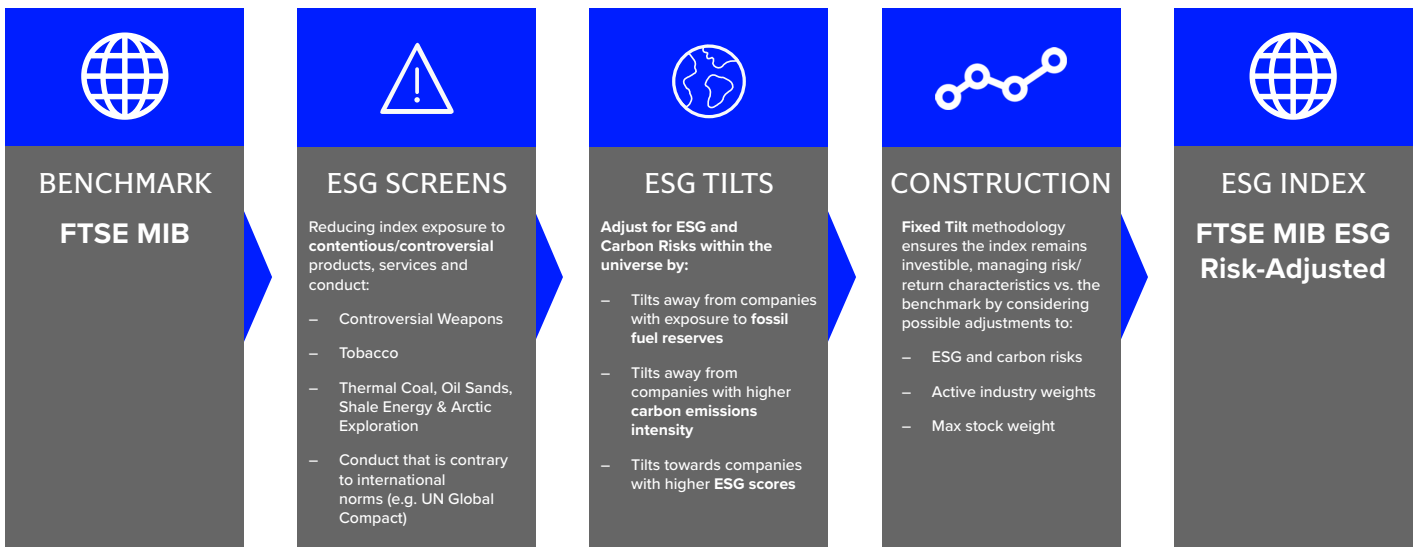 BENCHMARK
FTSE MIB
ESG SCREENS
Reducing index exposure to
contentious/controversial
products, services and
conduct:
– Controversial Weapons
– Tobacco
– Thermal Coal, Oil Sands,
Shale Energy & Arctic
Exploration
– Conduct that is contrary
to international
norms (e.g. UN Global
Compact)
ESG TILTS
Adjust for ESG and
Carbon Risks within the
universe by:
– Tilts away from companies
with exposure to fossil
fuel reserves
– Tilts away from
companies with higher
carbon emissions
intensity
– Tilts towards companies
with higher ESG scores
CONSTRUCTION
Fixed Tilt methodology
ensures the index remains
investible, managing risk/
return characteristics vs. the
benchmark by considering
possible adjustments to:
– ESG and carbon risks
– Active industry weights
– Max stock weight
ESG INDEX
FTSE MIB ESG
Risk-Adjusted